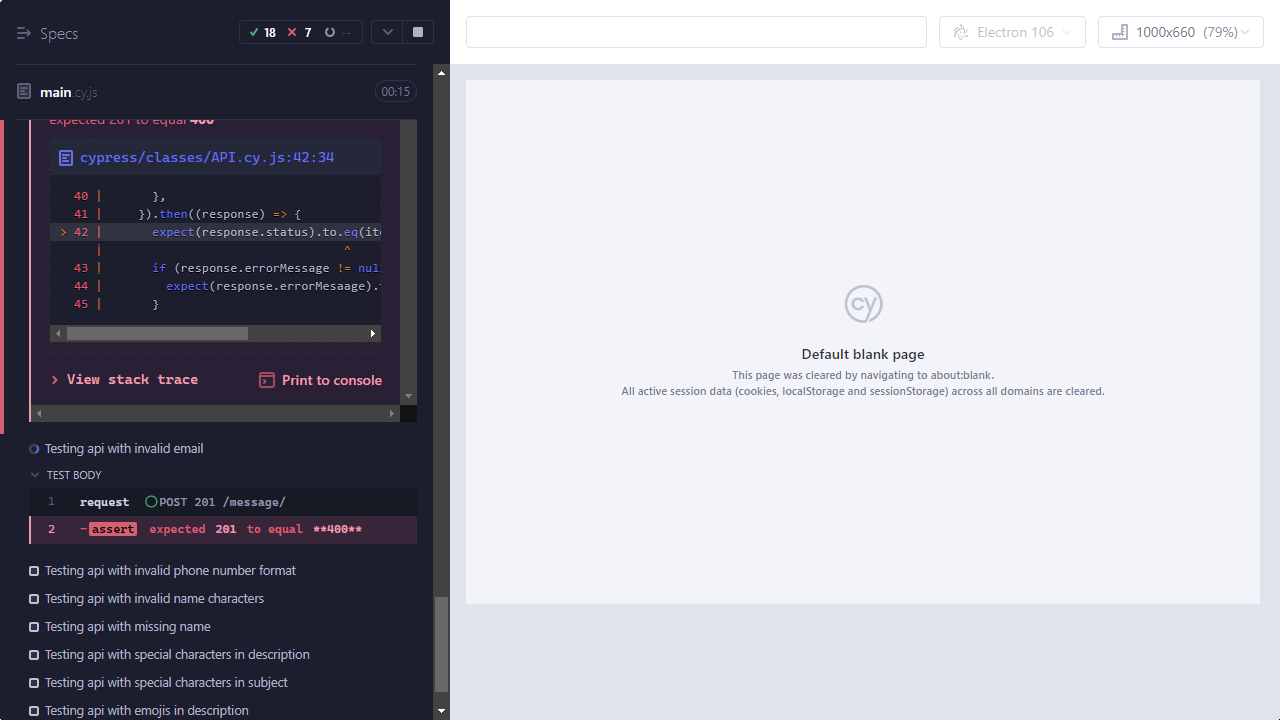 Specs
18 7 --
Electron 106
1000x660 (79%)
main.cy.js
00:15
expected 201 to equal 400
cypress/classes/API.cy.js:42:34
40 | },
41 | }).then((response) => {
> 42 | expect(response.status).to.eq(ite
| ^
43 | if (response.errorMessage != null
44 | expect(response.errorMesaage).
45 | }
View stack trace
Print to console
Testing api with invalid email
TEST BODY
1 request POST 201 /message/
2 -assert expected 201 to equal **400**
Testing api with invalid phone number format
Testing api with invalid name characters
Testing api with missing name
Testing api with special characters in description
Testing api with special characters in subject
Testing api with emojis in description
cy
Default blank page
This page was cleared by navigating to about:blank.
All active session data (cookies, localStorage and sessionStorage) across all domains are cleared.